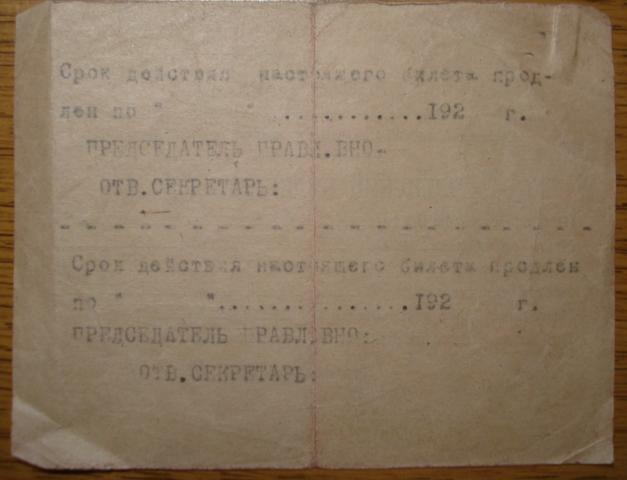 Срок действия настоящего билета прод-
лен по " " ...........192 г.
ПРЕДСЕДАТЕЛЬ ПРАВЛ.ВНО-
ОТВ.СЕКРЕТАРЬ:
- - - - - - - - - - - - - - - - - - - - -
Срок действия настоящего билета продлен
по " "................192 г.
ПРЕДСЕДАТЕЛЬ ПРАВЛ.ВНО:
ОТВ.СЕКРЕТАРЬ: